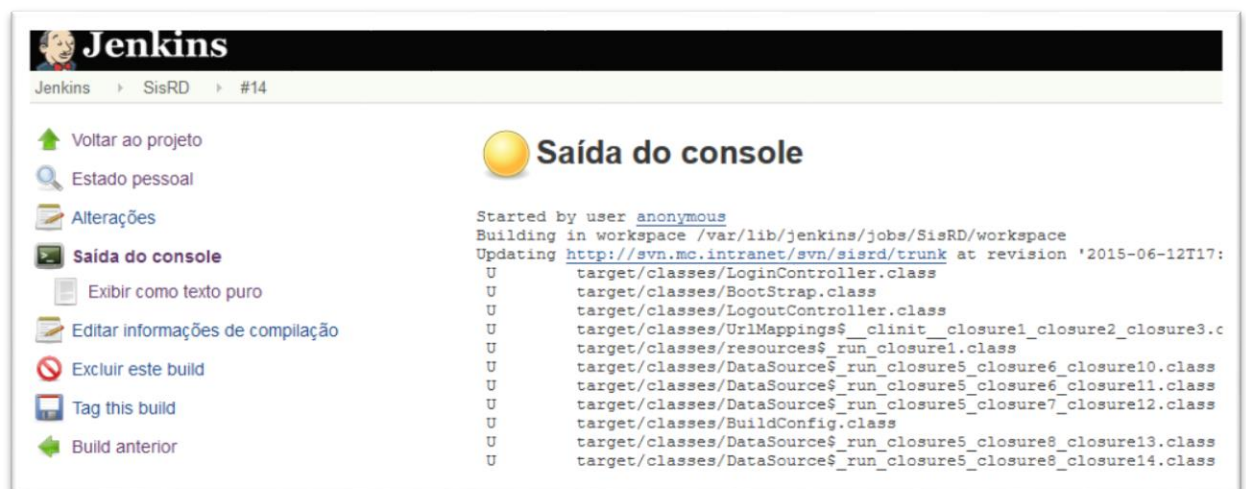 Jenkins
Jenkins SisRD #14
Voltar ao projeto
Estado pessoal
Alterações
Saída do console
Exibir como texto puro
Editar informações de compilação
Excluir este build
Tag this build
Build anterior
Saída do console
Started by user anonymous
Building in workspace /var/lib/jenkins/jobs/SisRD/workspace
Updating http://svn.mc.intranet/svn/sisrd/trunk at revision '2015-06-12T17:
U target/classes/LoginController.class
U target/classes/BootStrap.class
U target/classes/LogoutController.class
U target/classes/UrlMappings$__clinit__closure1_closure2_closure3.c
U target/classes/resources$_run_closure1.class
U target/classes/DataSource$_run_closure5_closure6_closure10.class
U target/classes/DataSource$_run_closure5_closure6_closure11.class
U target/classes/DataSource$_run_closure5_closure7_closure12.class
U target/classes/BuildConfig.class
U target/classes/DataSource$_run_closure5_closure8_closure13.class
U target/classes/DataSource$_run_closure5_closure8_closure14.class